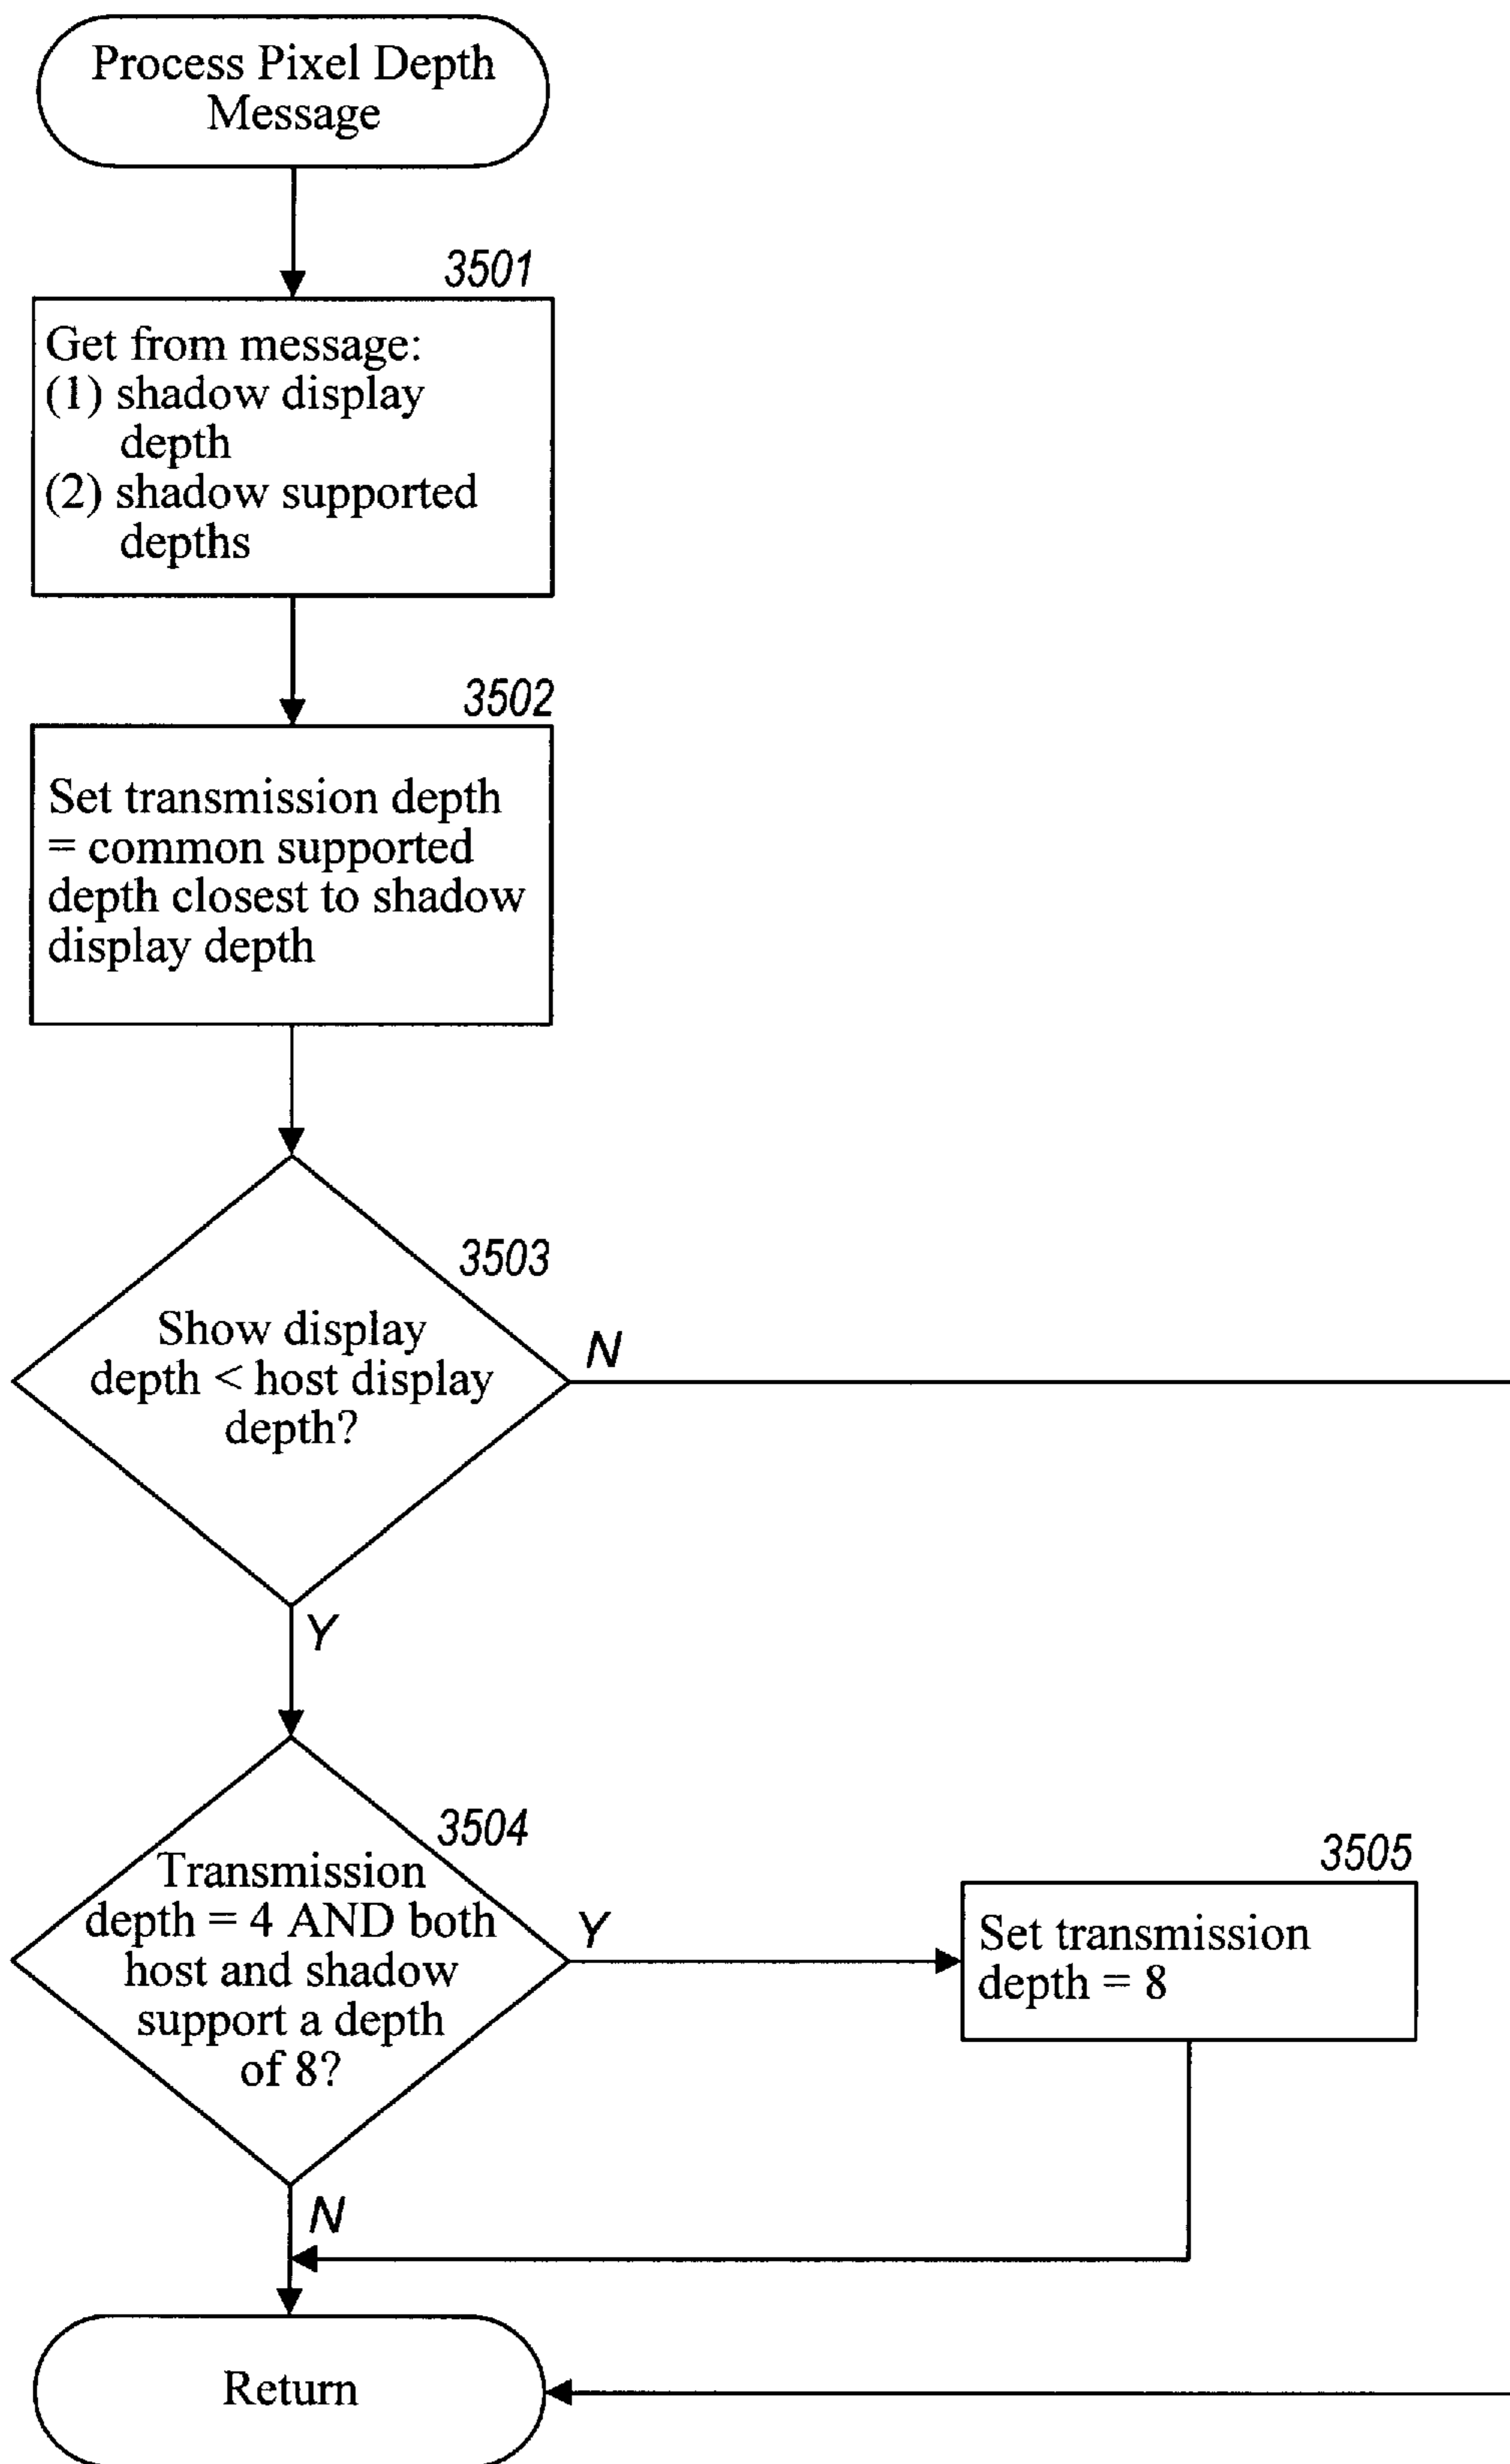 Process Pixel Depth
Message
3501
Get from message:
(1) shadow display
depth
(2) shadow supported
depths
3502
Set transmission depth
= common supported
depth closest to shadow
display depth
3503
Show display
depth < host display
depth?
N
Y
3504
Transmission
depth = 4 AND both
host and shadow
support a depth
of 8?
Y
3505
Set transmission
depth = 8
N
Return